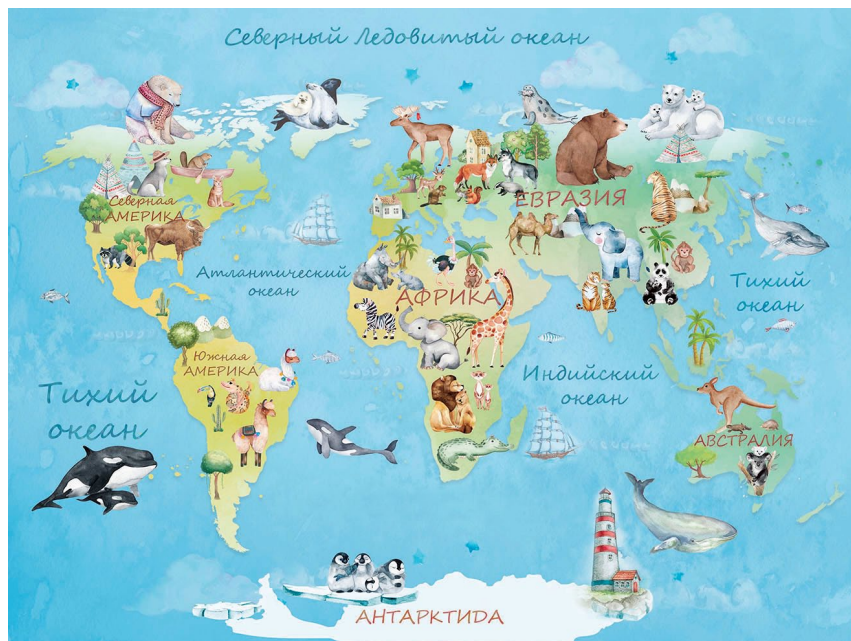 Северный Ледовитый океан
Северная
АМЕРИКА
ЕВРАЗИЯ
Атлантический
океан
Тихий
океан
АФРИКА
Южная
АМЕРИКА
Индийский
океан
Тихий
океан
АВСТРАЛИЯ
АНТАРКТИДА